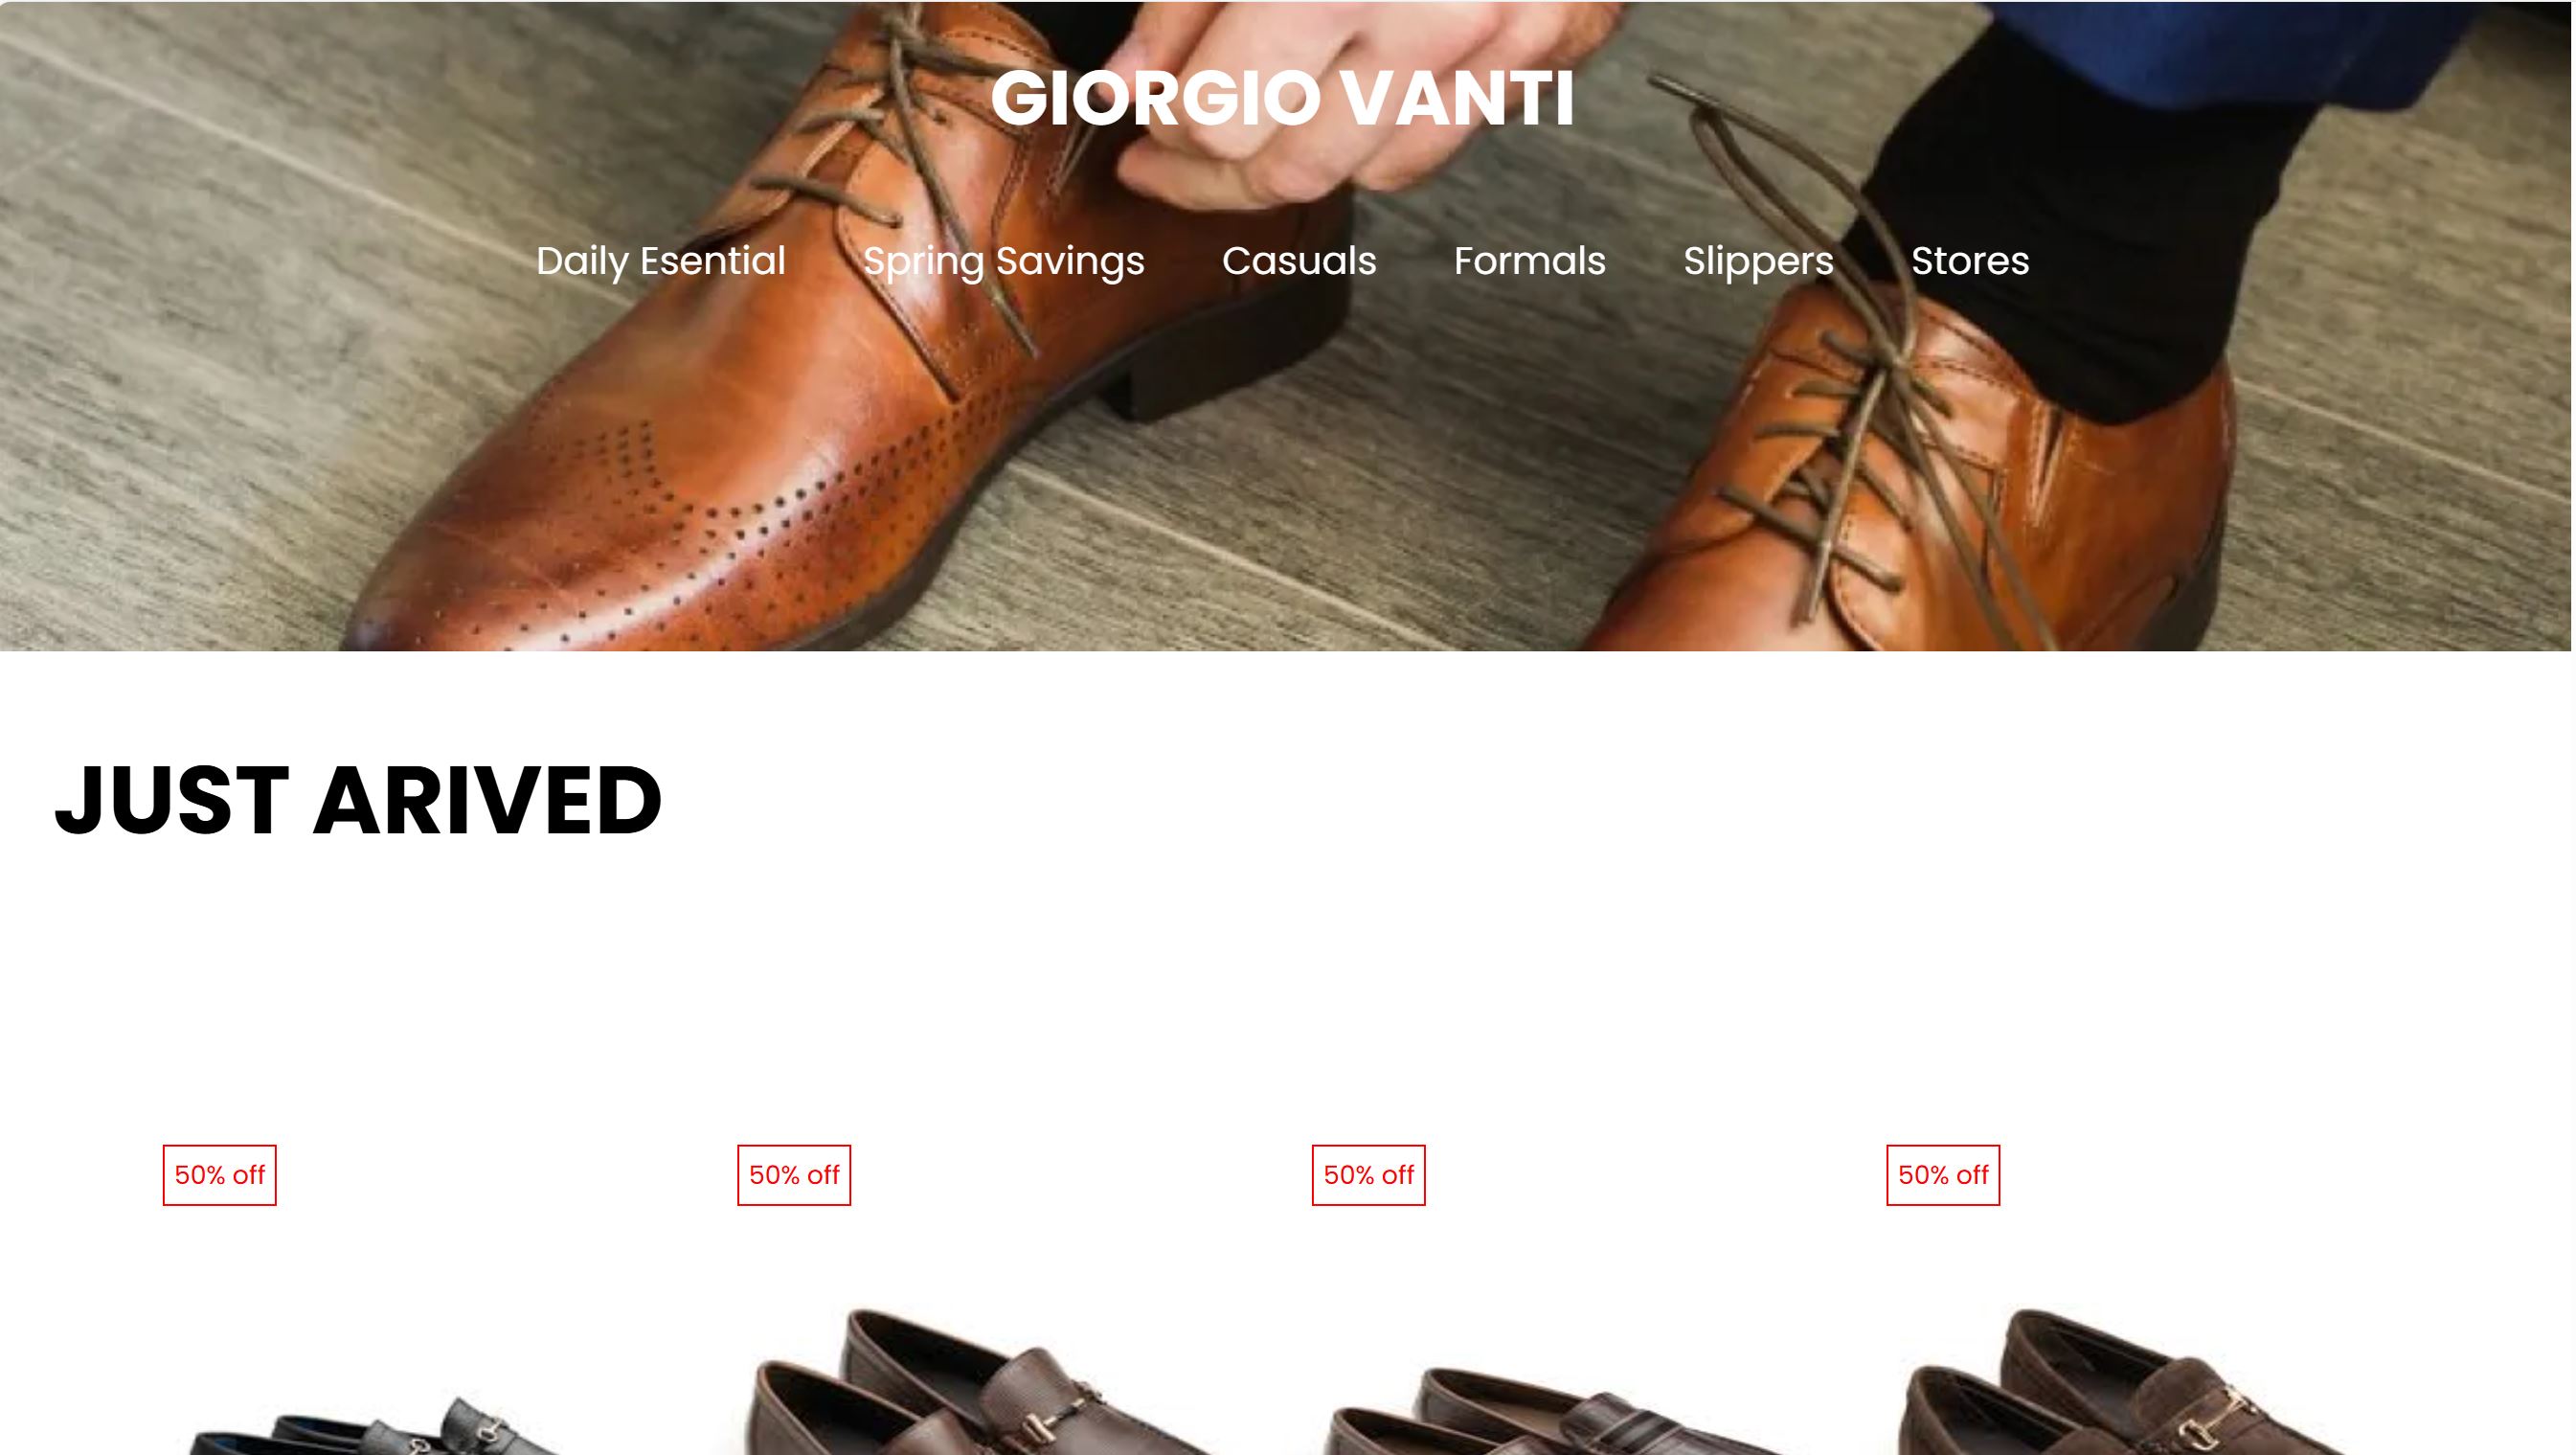 GIORGIO VANTI
Daily Esential Spring Savings Casuals Formals Slippers Stores
JUST ARIVED
50% off 50% off 50% off 50% off